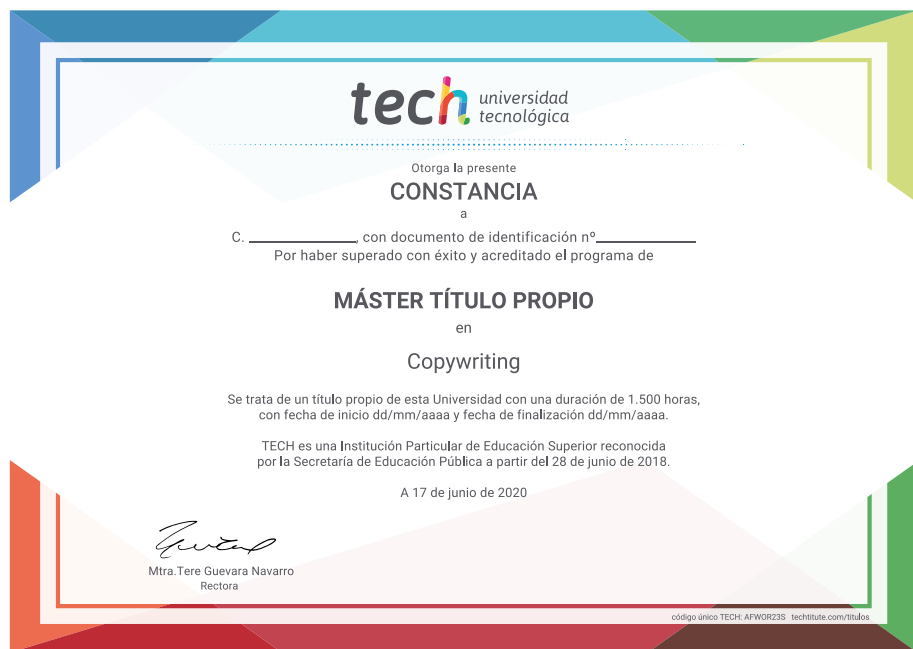 tech universidad
tecnológica
Otorga la presente
CONSTANCIA
a
C. ____________, con documento de identificación nº____________
Por haber superado con éxito y acreditado el programa de
MÁSTER TÍTULO PROPIO
en
Copywriting
Se trata de un título propio de esta Universidad con una duración de 1.500 horas,
con fecha de inicio dd/mm/aaaa y fecha de finalización dd/mm/aaaa.
TECH es una Institución Particular de Educación Superior reconocida
por la Secretaría de Educación Pública a partir del 28 de junio de 2018.
A 17 de junio de 2020
Mtra.Tere Guevara Navarro
Rectora
código único TECH: AFWOR23S techtitute.com/titulos